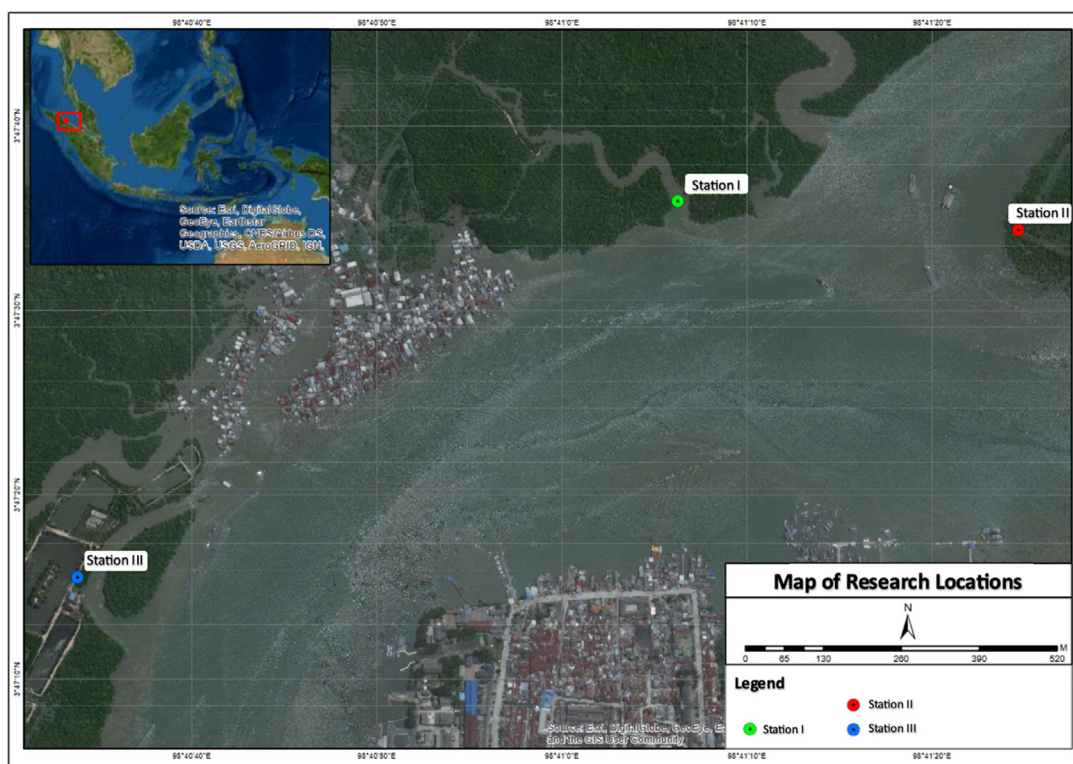 98°40'40"E 98°40'50"E 98°41'0"E 98°41'10"E 98°41'20"E
3°47'40"N
3°47'30"N
3°47'20"N
3°47'10"N
Source: Esri, DigitalGlobe,
GeoEye, Earthstar
Geographics, CNES/Airbus DS,
USDA, USGS, AeroGRID, IGN,
Station I
Station II
Station III
Map of Research Locations
N
M
0 65 130 260 390 520
Legend
Station II
Station I
Station III
Source: Esri, DigitalGlobe, GeoEye,
and the GIS User Community
98°40'40"E 98°40'50"E 98°41'0"E 98°41'10"E 98°41'20"E